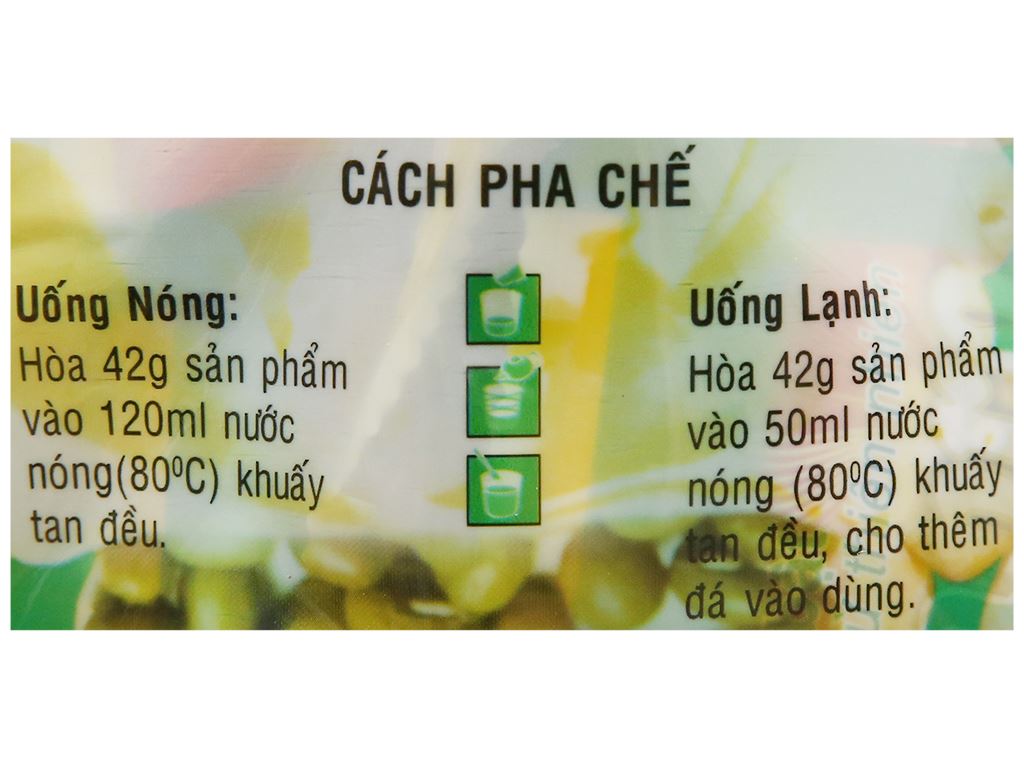 CÁCH PHA CHẾ
Uống Nóng:
Hòa 42g sản phẩm
vào 120ml nước
nóng(80⁰C) khuấy
tan đều.
Uống Lạnh:
Hòa 42g sản phẩm
vào 50ml nước
nóng (80⁰C) khuấy
tan đều, cho thêm
đá vào dùng.